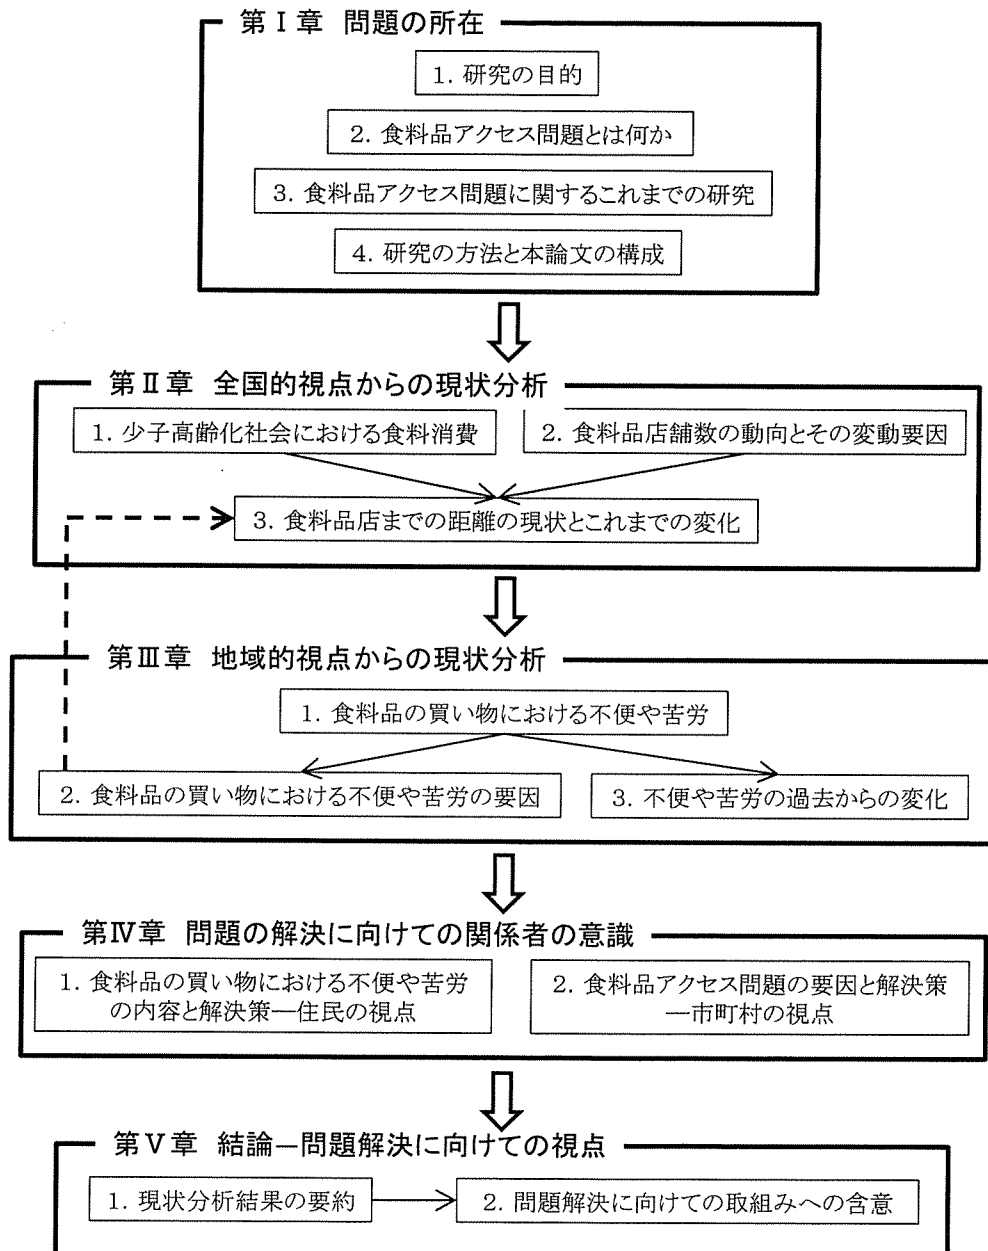 第Ⅰ章 問題の所在
1. 研究の目的
2. 食料品アクセス問題とは何か
3. 食料品アクセス問題に関するこれまでの研究
4. 研究の方法と本論文の構成
第Ⅱ章 全国的視点からの現状分析
1. 少子高齢化社会における食料消費
2. 食料品店舗数の動向とその変動要因
3. 食料品店までの距離の現状とこれまでの変化
第Ⅲ章 地域的視点からの現状分析
1. 食料品の買い物における不便や苦労
2. 食料品の買い物における不便や苦労の要因
3. 不便や苦労の過去からの変化
第Ⅳ章 問題の解決に向けての関係者の意識
1. 食料品の買い物における不便や苦労
の内容と解決策―住民の視点
2. 食料品アクセス問題の要因と解決策
―市町村の視点
第Ⅴ章 結論―問題解決に向けての視点
1. 現状分析結果の要約
2. 問題解決に向けての取組みへの含意